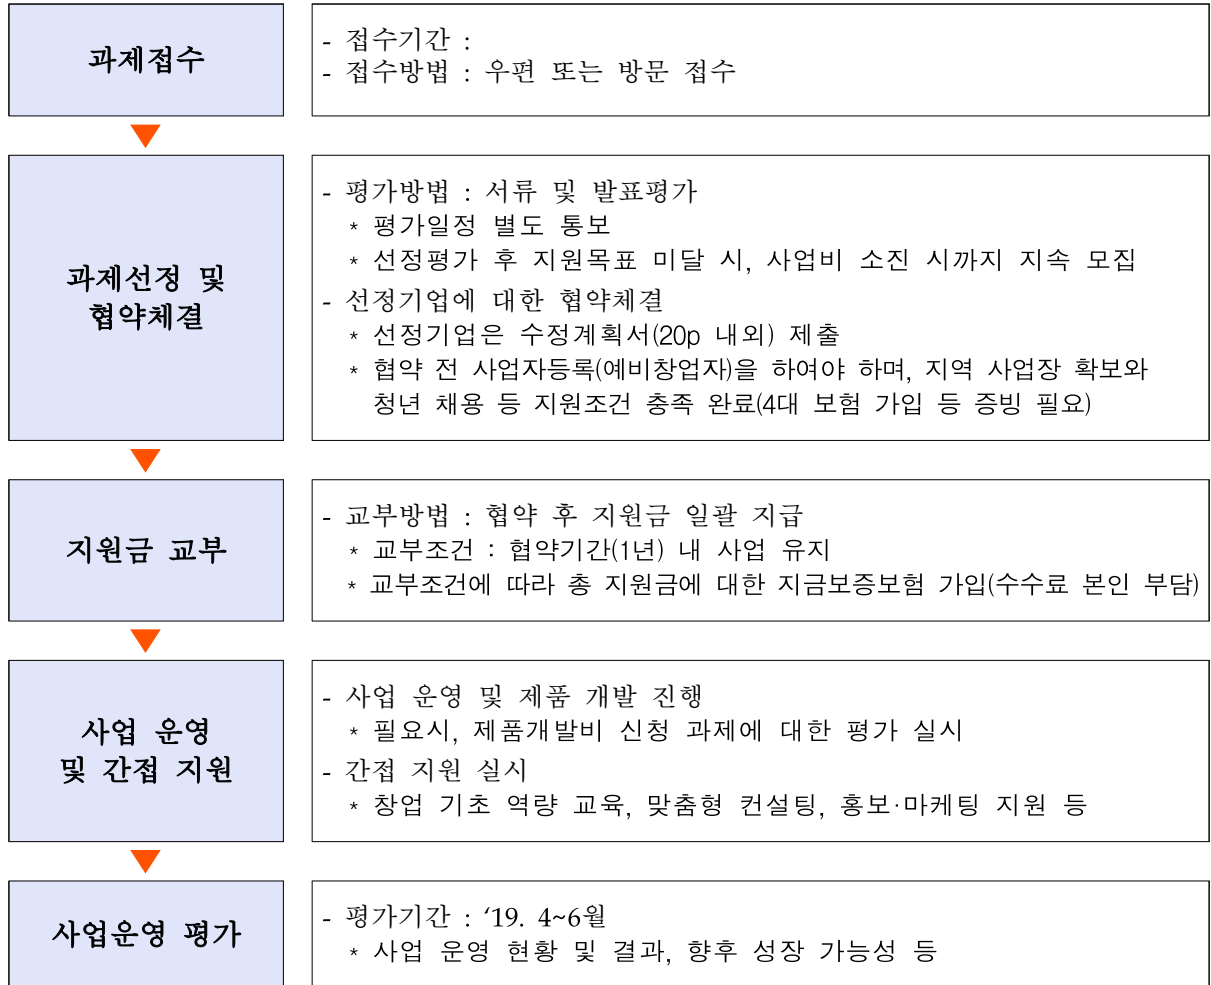 과제접수
- 접수기간 :
- 접수방법 : 우편 또는 방문 접수
과제선정 및
협약체결
- 평가방법 : 서류 및 발표평가
* 평가일정 별도 통보
* 선정평가 후 지원목표 미달 시, 사업비 소진 시까지 지속 모집
- 선정기업에 대한 협약체결
* 선정기업은 수정계획서(20p 내외) 제출
* 협약 전 사업자등록(예비창업자)을 하여야 하며, 지역 사업장 확보와
청년 채용 등 지원조건 충족 완료(4대 보험 가입 등 증빙 필요)
지원금 교부
- 교부방법 : 협약 후 지원금 일괄 지급
* 교부조건 : 협약기간(1년) 내 사업 유지
* 교부조건에 따라 총 지원금에 대한 지금보증보험 가입(수수료 본인 부담)
사업 운영
및 간접 지원
- 사업 운영 및 제품 개발 진행
* 필요시, 제품개발비 신청 과제에 대한 평가 실시
- 간접 지원 실시
* 창업 기초 역량 교육, 맞춤형 컨설팅, 홍보·마케팅 지원 등
사업운영 평가
- 평가기간 : ‘19. 4~6월
* 사업 운영 현황 및 결과, 향후 성장 가능성 등